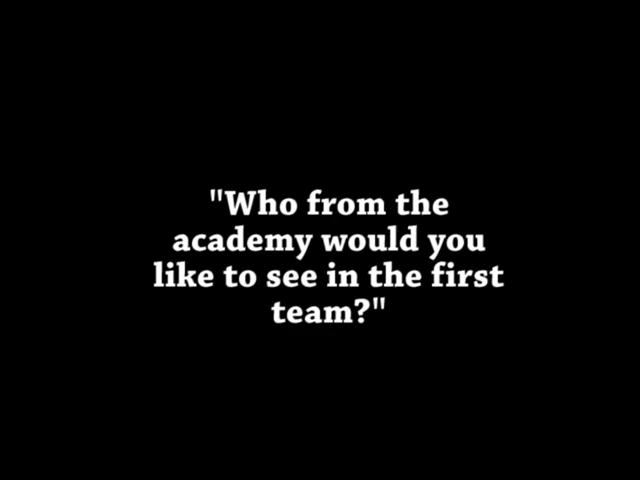 "Who from the
academy would you
like to see in the first
team?"